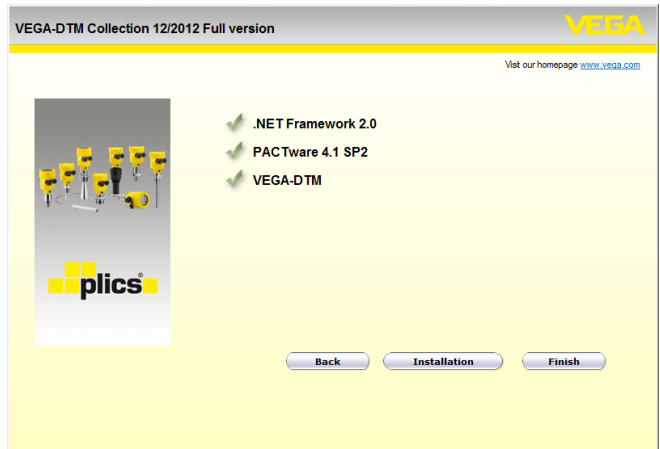 VEGA-DTM Collection 12/2012 Full version
VEGA
Visit our homepage www.vega.com
.NET Framework 2.0
PACTware 4.1 SP2
VEGA-DTM
plics®
Back
Installation
Finish